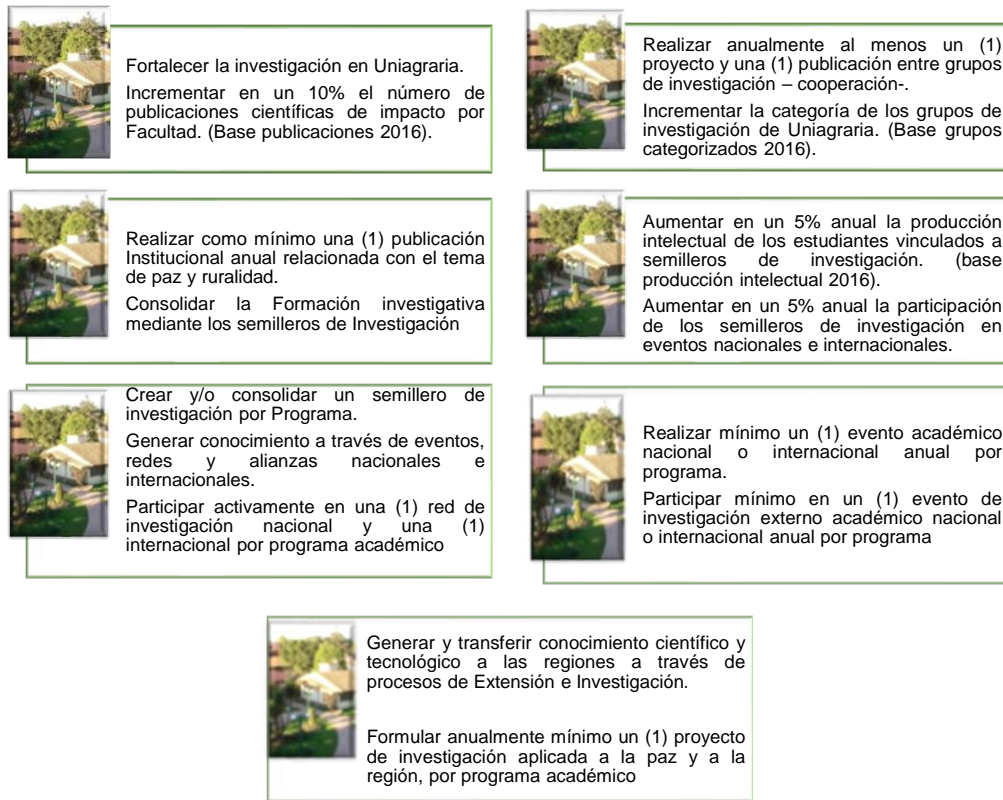 Fortalecer la investigación en Uniagraria.
Incrementar en un 10% el número de
publicaciones científicas de impacto por
Facultad. (Base publicaciones 2016).
Realizar anualmente al menos un (1)
proyecto y una (1) publicación entre grupos
de investigación – cooperación-.
Incrementar la categoría de los grupos de
investigación de Uniagraria. (Base grupos
categorizados 2016).
Realizar como mínimo una (1) publicación
Institucional anual relacionada con el tema
de paz y ruralidad.
Consolidar la Formación investigativa
mediante los semilleros de Investigación
Aumentar en un 5% anual la producción
intelectual de los estudiantes vinculados a
semilleros de investigación. (base
producción intelectual 2016).
Aumentar en un 5% anual la participación
de los semilleros de investigación en
eventos nacionales e internacionales.
Crear y/o consolidar un semillero de
investigación por Programa.
Generar conocimiento a través de eventos,
redes y alianzas nacionales e
internacionales.
Participar activamente en una (1) red de
investigación nacional y una (1)
internacional por programa académico
Realizar mínimo un (1) evento académico
nacional o internacional anual por
programa.
Participar mínimo en un (1) evento de
investigación externo académico nacional
o internacional anual por programa
Generar y transferir conocimiento científico y
tecnológico a las regiones a través de
procesos de Extensión e Investigación.
Formular anualmente mínimo un (1) proyecto
de investigación aplicada a la paz y a la
región, por programa académico